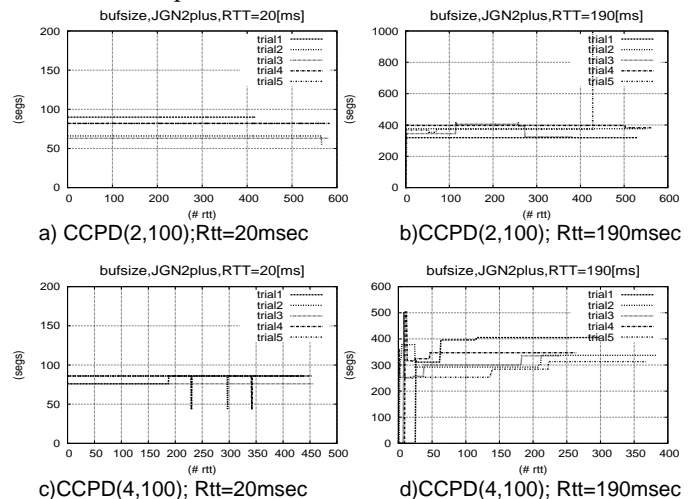 bufsize,JGN2plus,RTT=20[ms]
200
150
100
50
0
(segs)
trial1
trial2
trial3
trial4
trial5
0 100 200 300 400 500 600
(# rtt)
a) CCPD(2,100);Rtt=20msec
bufsize,JGN2plus,RTT=190[ms]
1000
800
600
400
200
0
(segs)
trial1
trial2
trial3
trial4
trial5
0 100 200 300 400 500 600
(# rtt)
b)CCPD(2,100); Rtt=190msec
bufsize,JGN2plus,RTT=20[ms]
200
150
100
50
0
(segs)
trial1
trial2
trial3
trial4
trial5
0 50 100 150 200 250 300 350 400 450 500
(# rtt)
c)CCPD(4,100); Rtt=20msec
bufsize,JGN2plus,RTT=190[ms]
600
500
400
300
200
100
0
(segs)
trial1
trial2
trial3
trial4
trial5
0 50 100 150 200 250 300 350 400
(# rtt)
d)CCPD(4,100); Rtt=190msec